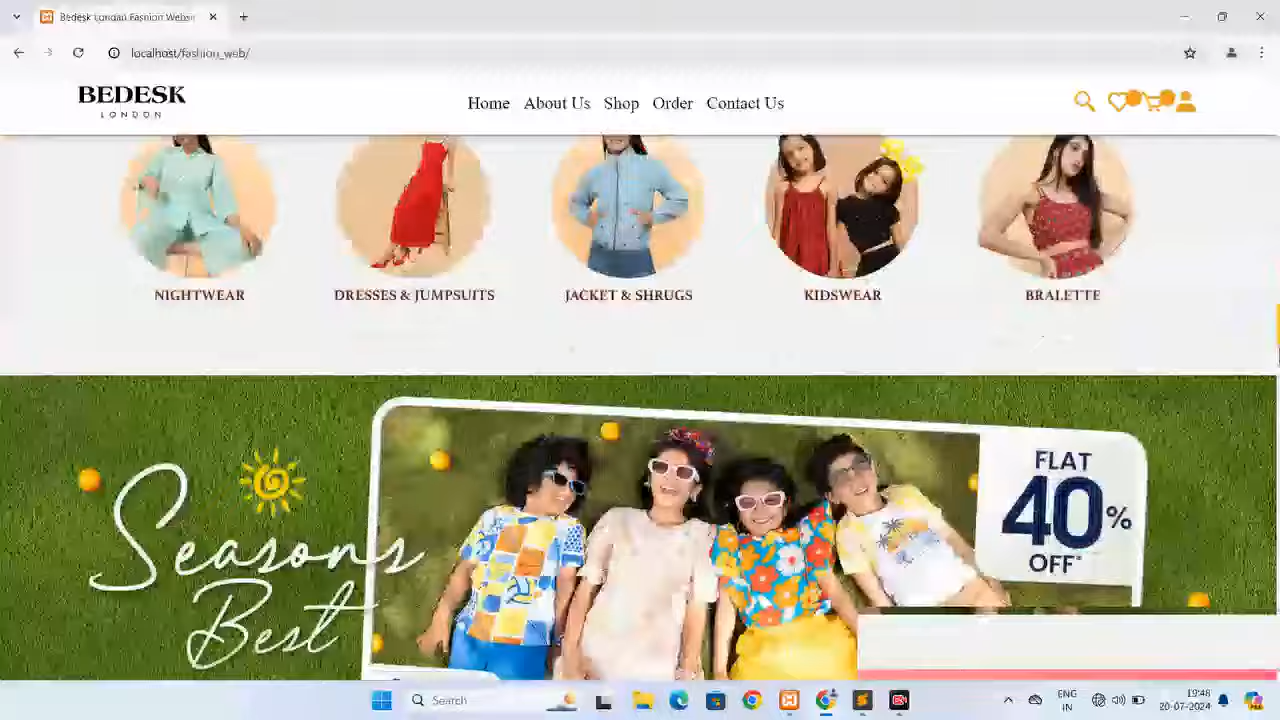 Bedesk London Fashion Websi
localhost/fashion_web/
BEDESK
LONDON
Home About Us Shop Order Contact Us
NIGHTWEAR DRESSES & JUMPSUITS JACKET & SHRUGS KIDSWEAR BRALETTE
Seasons
Best
FLAT
40%
OFF*
Search
ENG
IN
19:48
20-07-2024